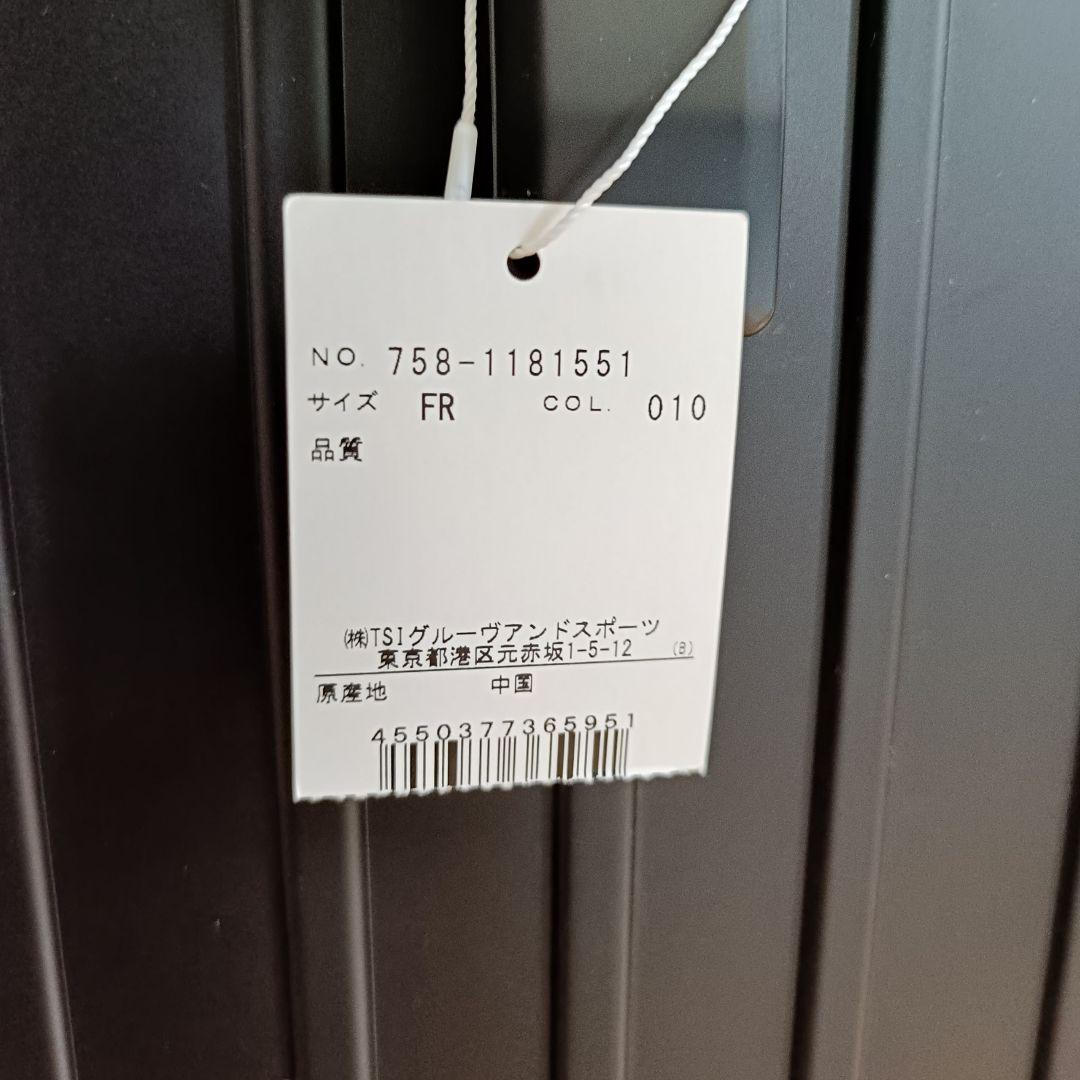 NO. 758-1181551
サイズ FR COL. 010
品質
㈱TSIグルーヴアンドスポーツ
東京都港区元赤坂1-5-12 (B)
原産地 中国
4550377365951